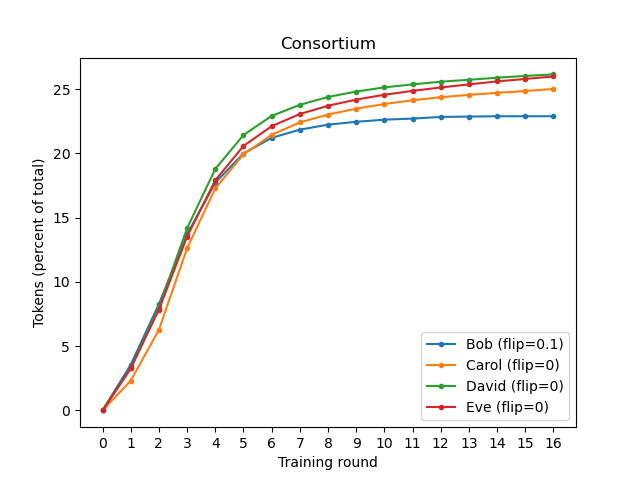 Consortium
Tokens (percent of total)
25
20
15
10
5
0
Bob (flip=0.1)
Carol (flip=0)
David (flip=0)
Eve (flip=0)
0 1 2 3 4 5 6 7 8 9 10 11 12 13 14 15 16
Training round